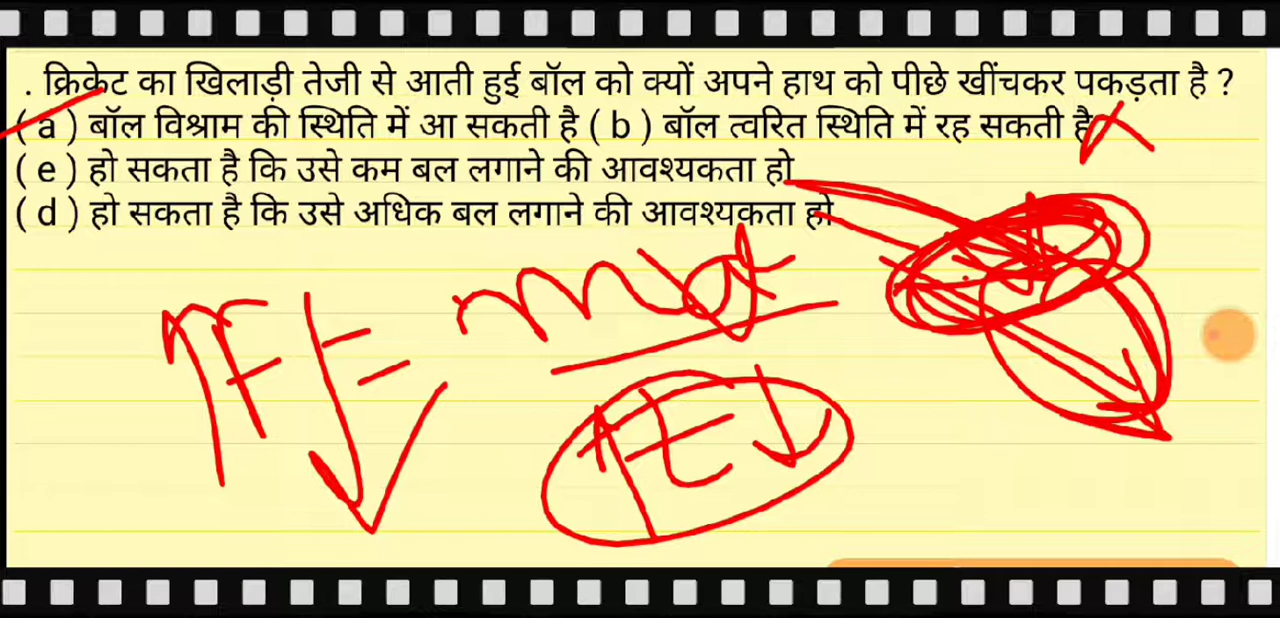 . क्रिकेट का खिलाड़ी तेजी से आती हुई बॉल को क्यों अपने हाथ को पीछे खींचकर पकड़ता है ?
( a ) बॉल विश्राम की स्थिति में आ सकती है ( b ) बॉल त्वरित स्थिति में रह सकती है
( e ) हो सकता है कि उसे कम बल लगाने की आवश्यकता हो
( d ) हो सकता है कि उसे अधिक बल लगाने की आवश्यकता हो